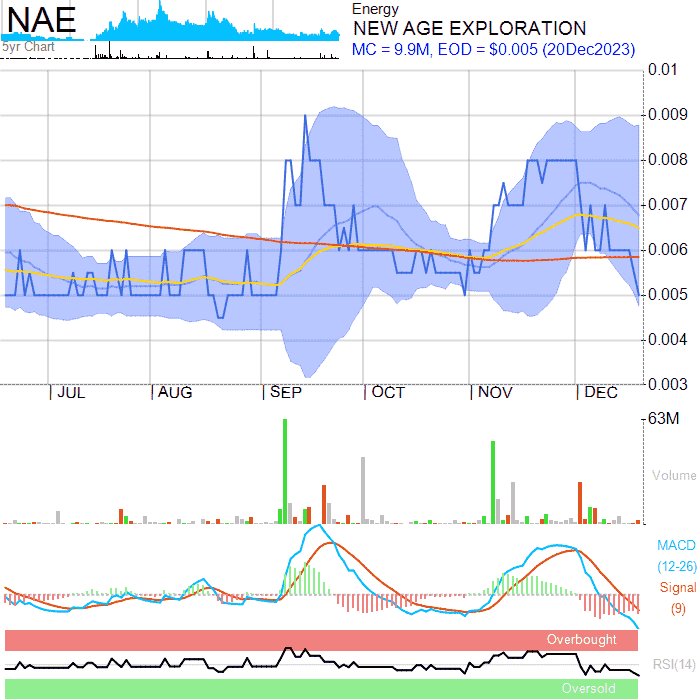 NAE
5yr Chart
Energy
NEW AGE EXPLORATION
MC = 9.9M, EOD = $0.005 (20Dec2023)
0.01
0.009
0.008
0.007
0.006
0.005
0.004
0.003
JUL AUG SEP OCT NOV DEC
63M
Volume
MACD
(12-26)
Signal
(9)
Overbought
RSI(14)
Oversold